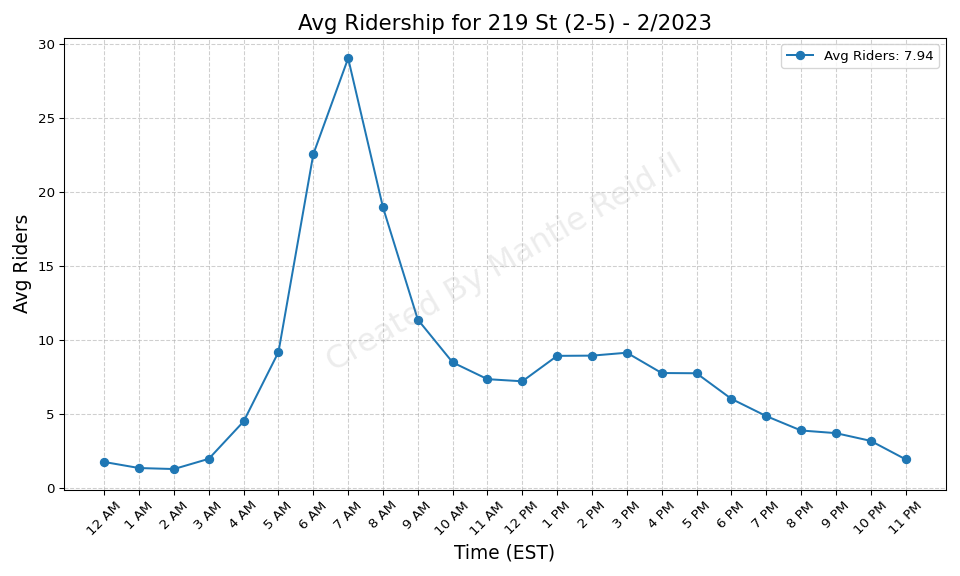 Avg Ridership for 219 St (2-5) - 2/2023
Avg Riders: 7.94
Avg Riders
30
25
20
15
10
5
0
Created By Mantie Reid II
12 AM
1 AM
2 AM
3 AM
4 AM
5 AM
6 AM
7 AM
8 AM
9 AM
10 AM
11 AM
12 PM
1 PM
2 PM
3 PM
4 PM
5 PM
6 PM
7 PM
8 PM
9 PM
10 PM
11 PM
Time (EST)